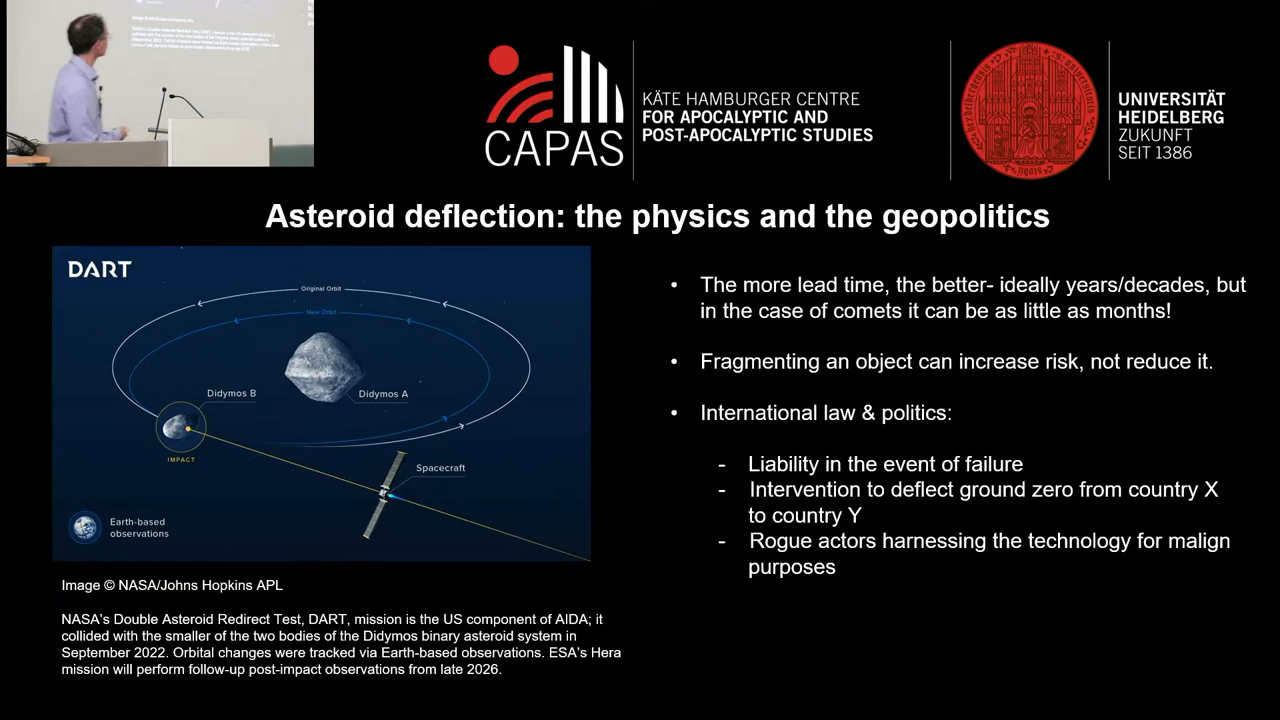 CAPAS
KÄTE HAMBURGER CENTRE
FOR APOCALYPTIC AND
POST-APOCALYPTIC STUDIES
UNIVERSITÄT
HEIDELBERG
ZUKUNFT
SEIT 1386
Asteroid deflection: the physics and the geopolitics
DART
Original Orbit
New Orbit
Didymos B
Didymos A
IMPACT
Spacecraft
Earth-based
observations
Image © NASA/Johns Hopkins APL
NASA's Double Asteroid Redirect Test, DART, mission is the US component of AIDA; it
collided with the smaller of the two bodies of the Didymos binary asteroid system in
September 2022. Orbital changes were tracked via Earth-based observations. ESA's Hera
mission will perform follow-up post-impact observations from late 2026.
• The more lead time, the better- ideally years/decades, but
in the case of comets it can be as little as months!
• Fragmenting an object can increase risk, not reduce it.
• International law & politics:
- Liability in the event of failure
- Intervention to deflect ground zero from country X
to country Y
- Rogue actors harnessing the technology for malign
purposes